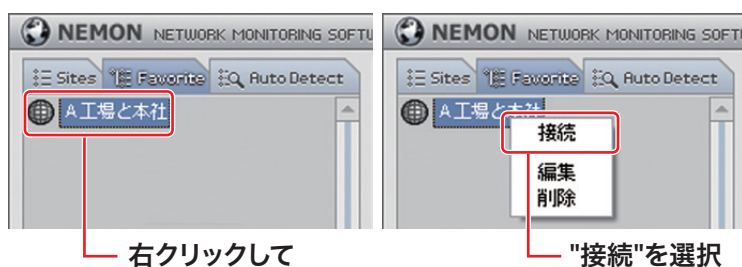 NEMON NETWORK MONITORING SOFTW
Sites Favorite Auto Detect
A工場と本社
右クリックして
NEMON NETWORK MONITORING SOFT
Sites Favorite Auto Detect
A工場と本社
接続
編集
削除
"接続"を選択